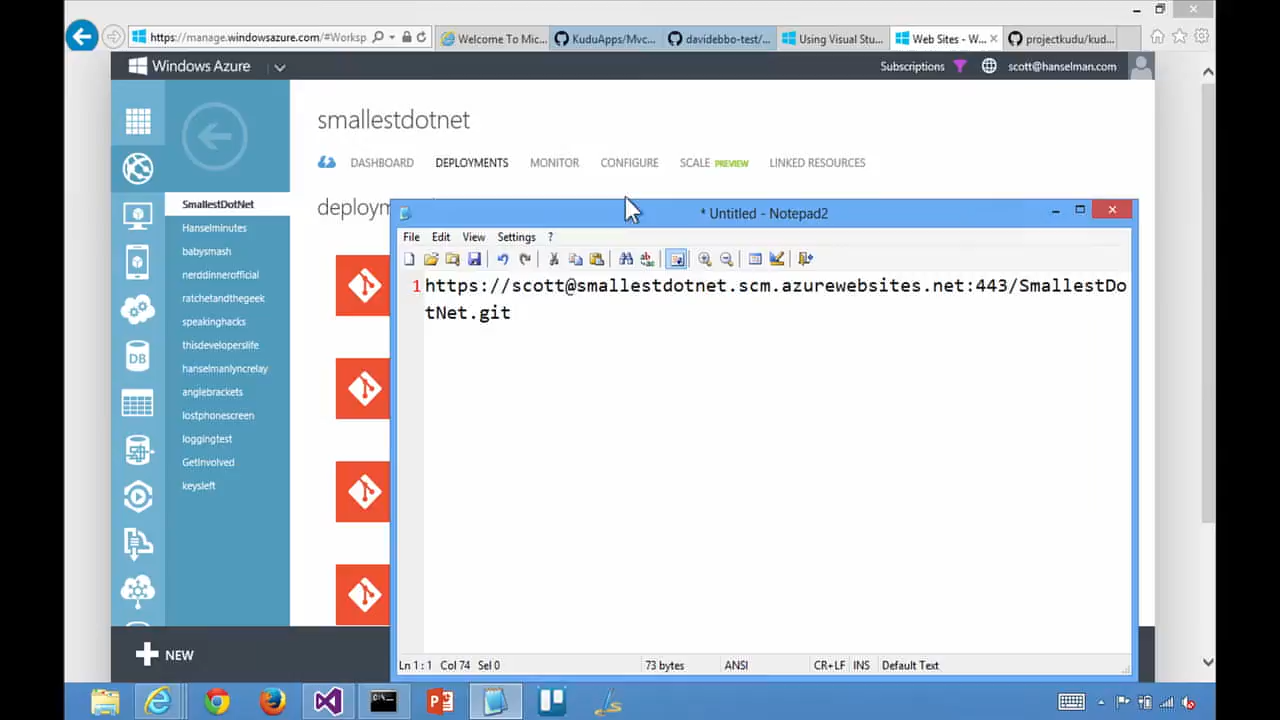 https://manage.windowsazure.com/#Worksp
Welcome To Mic...
KuduApps/Mvc...
davidebbo-test/...
Using Visual Stu...
Web Sites - W...
projectkudu/kud...
Windows Azure
Subscriptions
scott@hanselman.com
smallestdotnet
DASHBOARD
DEPLOYMENTS
MONITOR
CONFIGURE
SCALE PREVIEW
LINKED RESOURCES
SmallestDotNet
Hanselminutes
babysmash
nerddinnerofficial
ratchetandthegeek
speakinghacks
thisdeveloperslife
hanselmanlyncrelay
anglebrackets
lostphonescreen
loggingtest
GetInvolved
keysleft
DB
NEW
deploym
* Untitled - Notepad2
File Edit View Settings ?
1 https://scott@smallestdotnet.scm.azurewebsites.net:443/SmallestDo
tNet.git
Ln 1 : 1 Col 74 Sel 0 73 bytes ANSI CR+LF INS Default Text